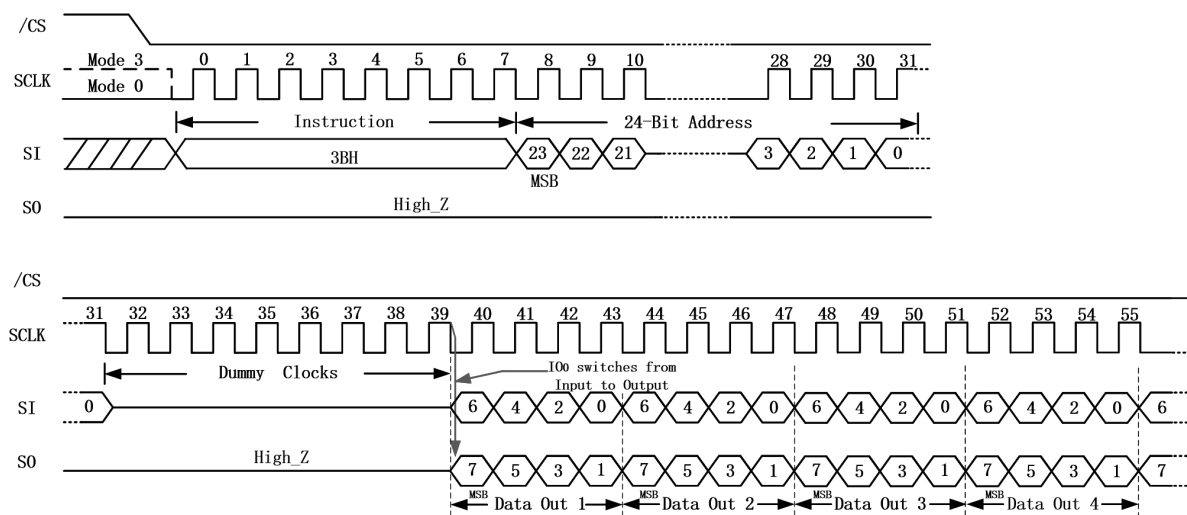 /CS
Mode 3 0 1 2 3 4 5 6 7 8 9 10 28 29 30 31
SCLK
Mode 0
Instruction 24-Bit Address
SI 3BH 23 22 21 3 2 1 0
MSB
SO High_Z
/CS
31 32 33 34 35 36 37 38 39 40 41 42 43 44 45 46 47 48 49 50 51 52 53 54 55
SCLK
Dummy Clocks IO0 switches from
Input to Output
SI 0 6 4 2 0 6 4 2 0 6 4 2 0 6 4 2 0 6
SO High_Z 7 5 3 1 7 5 3 1 7 5 3 1 7 5 3 1 7
MSB Data Out 1 MSB Data Out 2 MSB Data Out 3 MSB Data Out 4